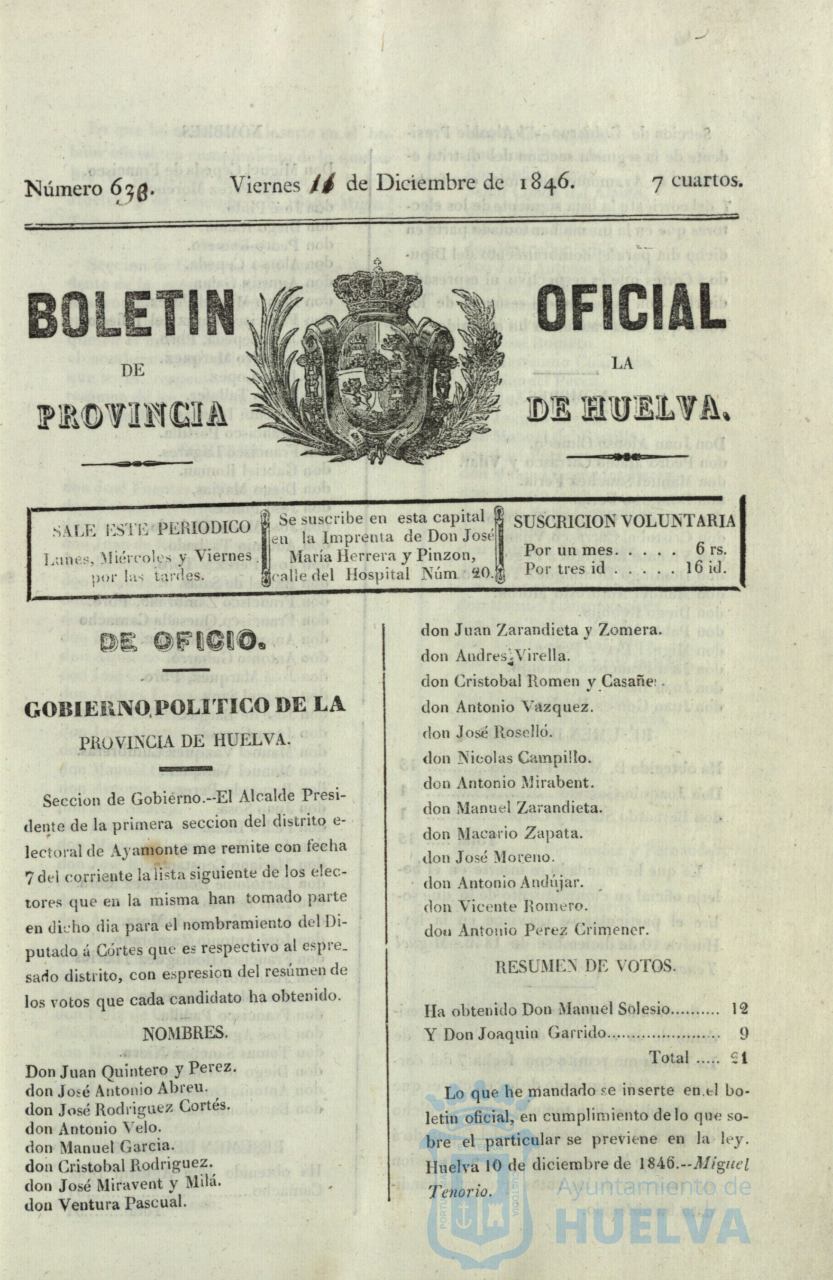 Viernes 11 de Diciembre de 1846.
Número 639.
7 cuartos.
BOLETIN OFICIAL
DE LA
PROVINCIA DE HUELVA.
SALE ESTE PERIODICO
Lunes, Miércoles y Viernes
por las tardes.
Se suscribe en esta capital
en la Imprenta de Don José
María Herrera y Pinzon,
calle del Hospital Núm 20.
SUSCRICION VOLUNTARIA
Por un mes. . . . . 6 rs.
Por tres id . . . . . 16 id.
DE OFICIO.
GOBIERNO POLITICO DE LA
PROVINCIA DE HUELVA.
Seccion de Gobierno.--El Alcalde Presi-
dente de la primera seccion del distrito e-
lectoral de Ayamonte me remite con fecha
7 del corriente la lista siguiente de los elec-
tores que en la misma han tomado parte
en dicho dia para el nombramiento del Di-
putado á Córtes que es respectivo al espre-
sado distrito, con espresion del resúmen de
los votos que cada candidato ha obtenido.
NOMBRES.
Don Juan Quintero y Perez.
don José Antonio Abreu.
don José Rodriguez Cortés.
don Antonio Velo.
don Manuel Garcia.
don Cristobal Rodriguez.
don José Miravent y Milá.
don Ventura Pascual.
don Juan Zarandieta y Zomera.
don Andres Virella.
don Cristobal Romen y Casañe.
don Antonio Vazquez.
don José Roselló.
don Nicolas Campillo.
don Antonio Mirabent.
don Manuel Zarandieta.
don Macario Zapata.
don José Moreno.
don Antonio Andújar.
don Vicente Romero.
don Antonio Perez Crimener.
RESUMEN DE VOTOS.
Ha obtenido Don Manuel Solesio.......... 12
Y Don Joaquin Garrido...................... 9
Total ..... 21
Lo que he mandado se inserte en el bo-
letin oficial, en cumplimiento de lo que so-
bre el particular se previene en la ley.
Huelva 10 de diciembre de 1846.--Miguel
Tenorio.
Ayuntamiento de
HUELVA